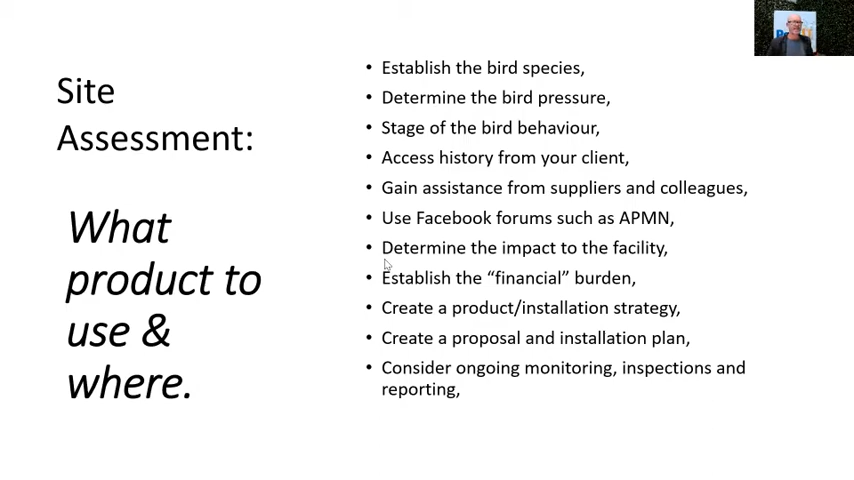 Site
Assessment:
What
product to
use &
where.
• Establish the bird species,
• Determine the bird pressure,
• Stage of the bird behaviour,
• Access history from your client,
• Gain assistance from suppliers and colleagues,
• Use Facebook forums such as APMN,
• Determine the impact to the facility,
• Establish the “financial” burden,
• Create a product/installation strategy,
• Create a proposal and installation plan,
• Consider ongoing monitoring, inspections and
reporting,